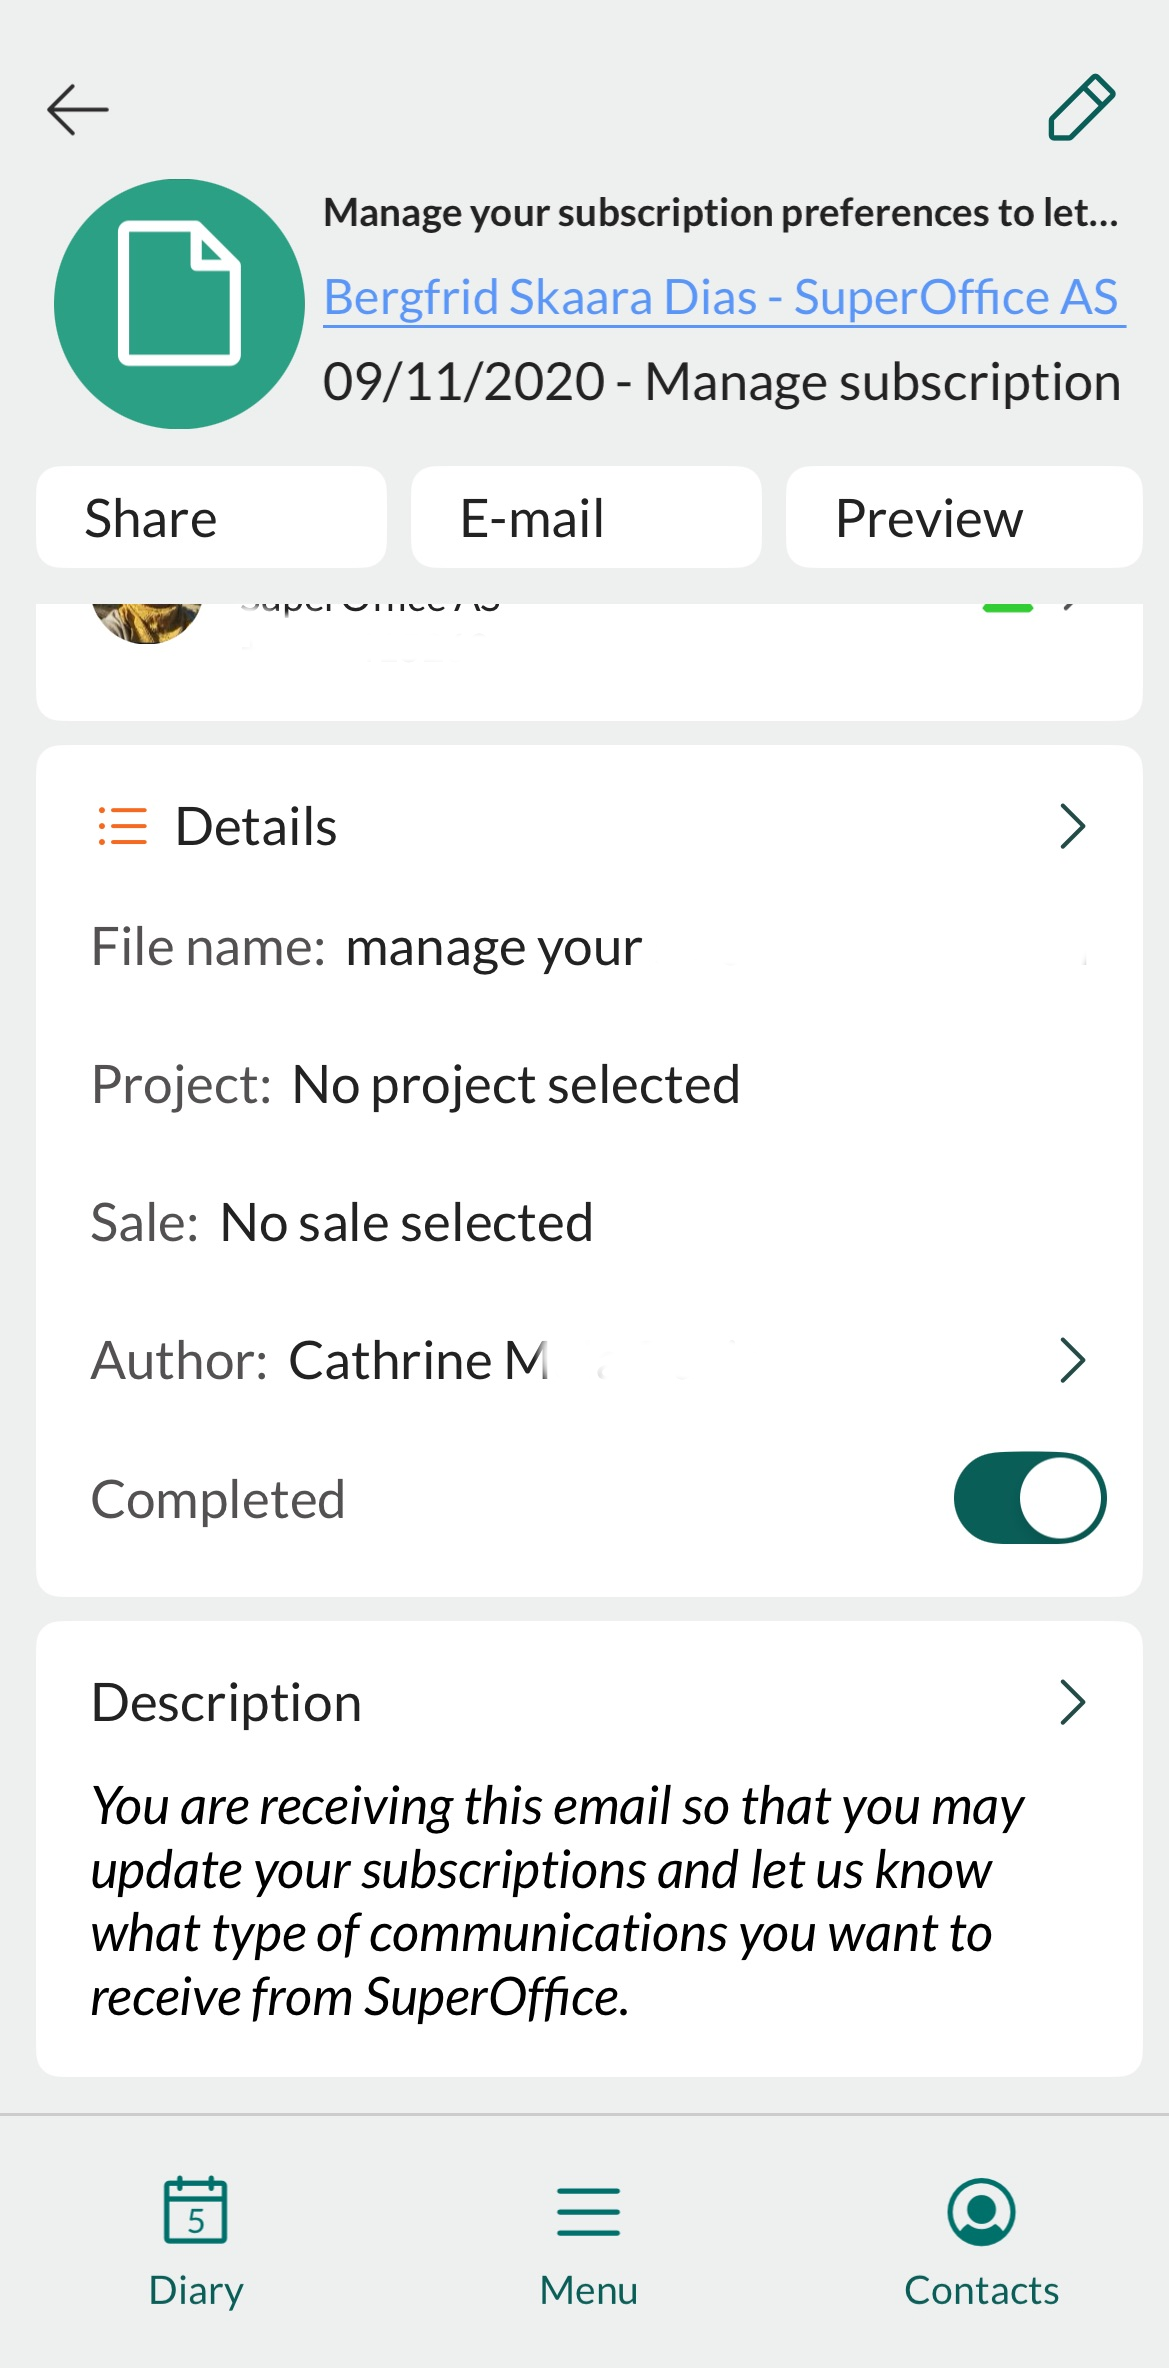 Manage your subscription preferences to let...
Bergfrid Skaara Dias - SuperOffice AS
09/11/2020 - Manage subscription
Share
E-mail
Preview
SuperOffice AS
Details
File name: manage your
Project: No project selected
Sale: No sale selected
Author: Cathrine M
Completed
Description
You are receiving this email so that you may
update your subscriptions and let us know
what type of communications you want to
receive from SuperOffice.
5
Diary
Menu
Contacts